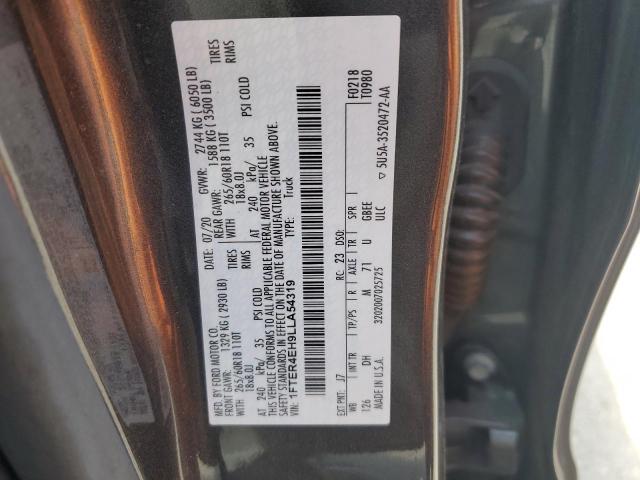 MFD. BY FORD MOTOR CO.
DATE: 07/20 GVWR: 2744 KG ( 6050 LB)
FRONT GAWR: 1329 KG ( 2930 LB) REAR GAWR: 1588 KG ( 3500 LB)
WITH 265/60R18 110T TIRES WITH 265/60R18 110T TIRES
18x8.0J RIMS 18x8.0J RIMS
AT 240 kPa/ 35 PSI COLD AT 240 kPa/ 35 PSI COLD
THIS VEHICLE CONFORMS TO ALL APPLICABLE FEDERAL MOTOR VEHICLE
SAFETY STANDARDS IN EFFECT ON THE DATE OF MANUFACTURE SHOWN ABOVE.
VIN: 1FTER4EH9LLA54319 TYPE: Truck
F0218
T0980
EXT PNT: J7 RC: 23 DSO:
WB INT TR TP/PS R AXLE TR SPR
126 DH M 71 U GBEE
MADE IN U.S.A. 3202007025725 ULC
▽ 5U5A-3520472-AA